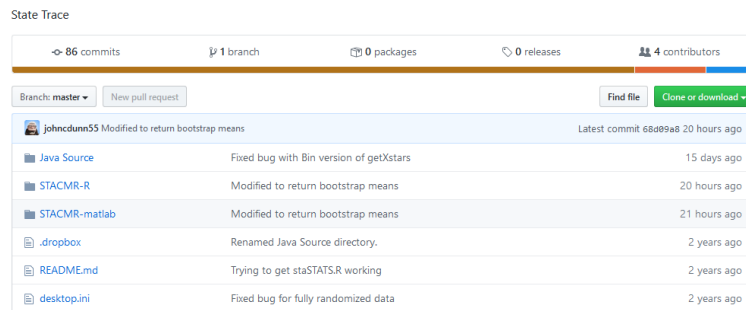 State Trace
86 commits 1 branch 0 packages 0 releases 4 contributors
Branch: master New pull request Find file Clone or download
johncdunn55 Modified to return bootstrap means Latest commit 68d09a8 20 hours ago
Java Source Fixed bug with Bin version of getXstars 15 days ago
STACMR-R Modified to return bootstrap means 20 hours ago
STACMR-matlab Modified to return bootstrap means 21 hours ago
.dropbox Renamed Java Source directory. 2 years ago
README.md Trying to get staSTATS.R working 2 years ago
desktop.ini Fixed bug for fully randomized data 2 years ago